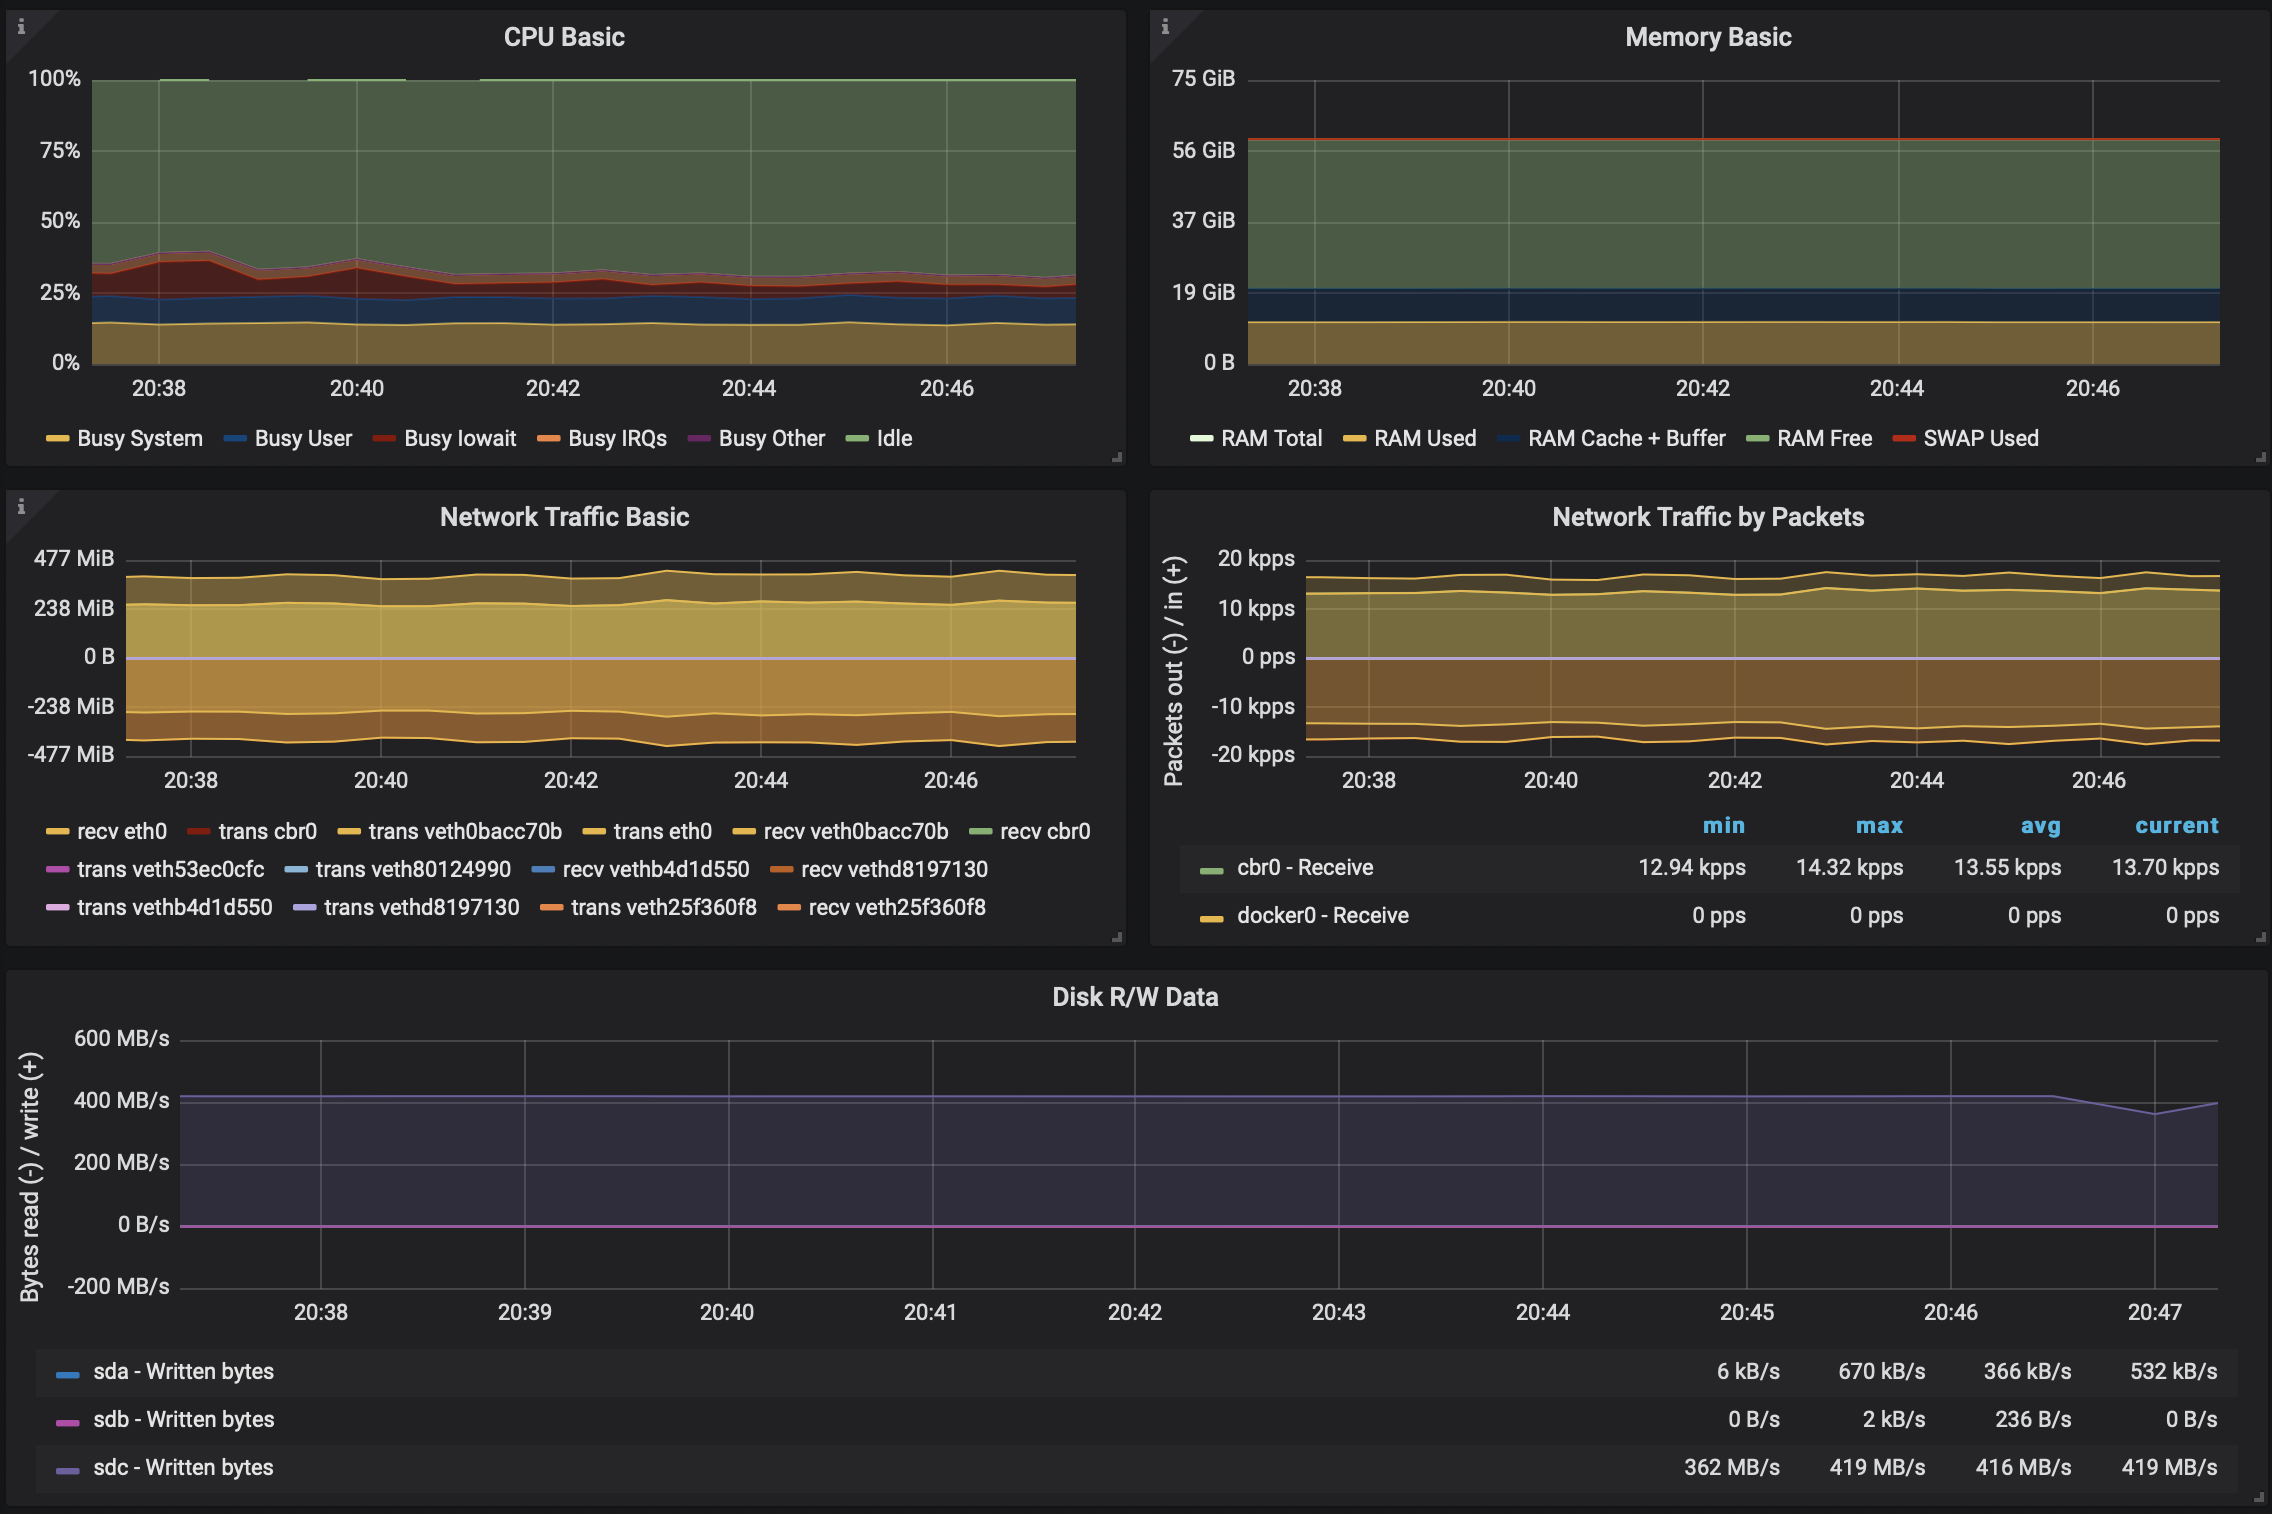 CPU Basic
100%
75%
50%
25%
0%
20:38 20:40 20:42 20:44 20:46
Busy System Busy User Busy Iowait Busy IRQs Busy Other Idle
Memory Basic
75 GiB
56 GiB
37 GiB
19 GiB
0 B
20:38 20:40 20:42 20:44 20:46
RAM Total RAM Used RAM Cache + Buffer RAM Free SWAP Used
Network Traffic Basic
477 MiB
238 MiB
0 B
-238 MiB
-477 MiB
20:38 20:40 20:42 20:44 20:46
recv eth0 trans cbr0 trans veth0bacc70b trans eth0 recv veth0bacc70b recv cbr0
trans veth53ec0cfc trans veth80124990 recv vethb4d1d550 recv vethd8197130
trans vethb4d1d550 trans vethd8197130 trans veth25f360f8 recv veth25f360f8
Network Traffic by Packets
Packets out (-) / in (+)
20 kpps
10 kpps
0 pps
-10 kpps
-20 kpps
20:38 20:40 20:42 20:44 20:46
min max avg current
cbr0 - Receive 12.94 kpps 14.32 kpps 13.55 kpps 13.70 kpps
docker0 - Receive 0 pps 0 pps 0 pps 0 pps
Disk R/W Data
Bytes read (-) / write (+)
600 MB/s
400 MB/s
200 MB/s
0 B/s
-200 MB/s
20:38 20:39 20:40 20:41 20:42 20:43 20:44 20:45 20:46 20:47
sda - Written bytes 6 kB/s 670 kB/s 366 kB/s 532 kB/s
sdb - Written bytes 0 B/s 2 kB/s 236 B/s 0 B/s
sdc - Written bytes 362 MB/s 419 MB/s 416 MB/s 419 MB/s